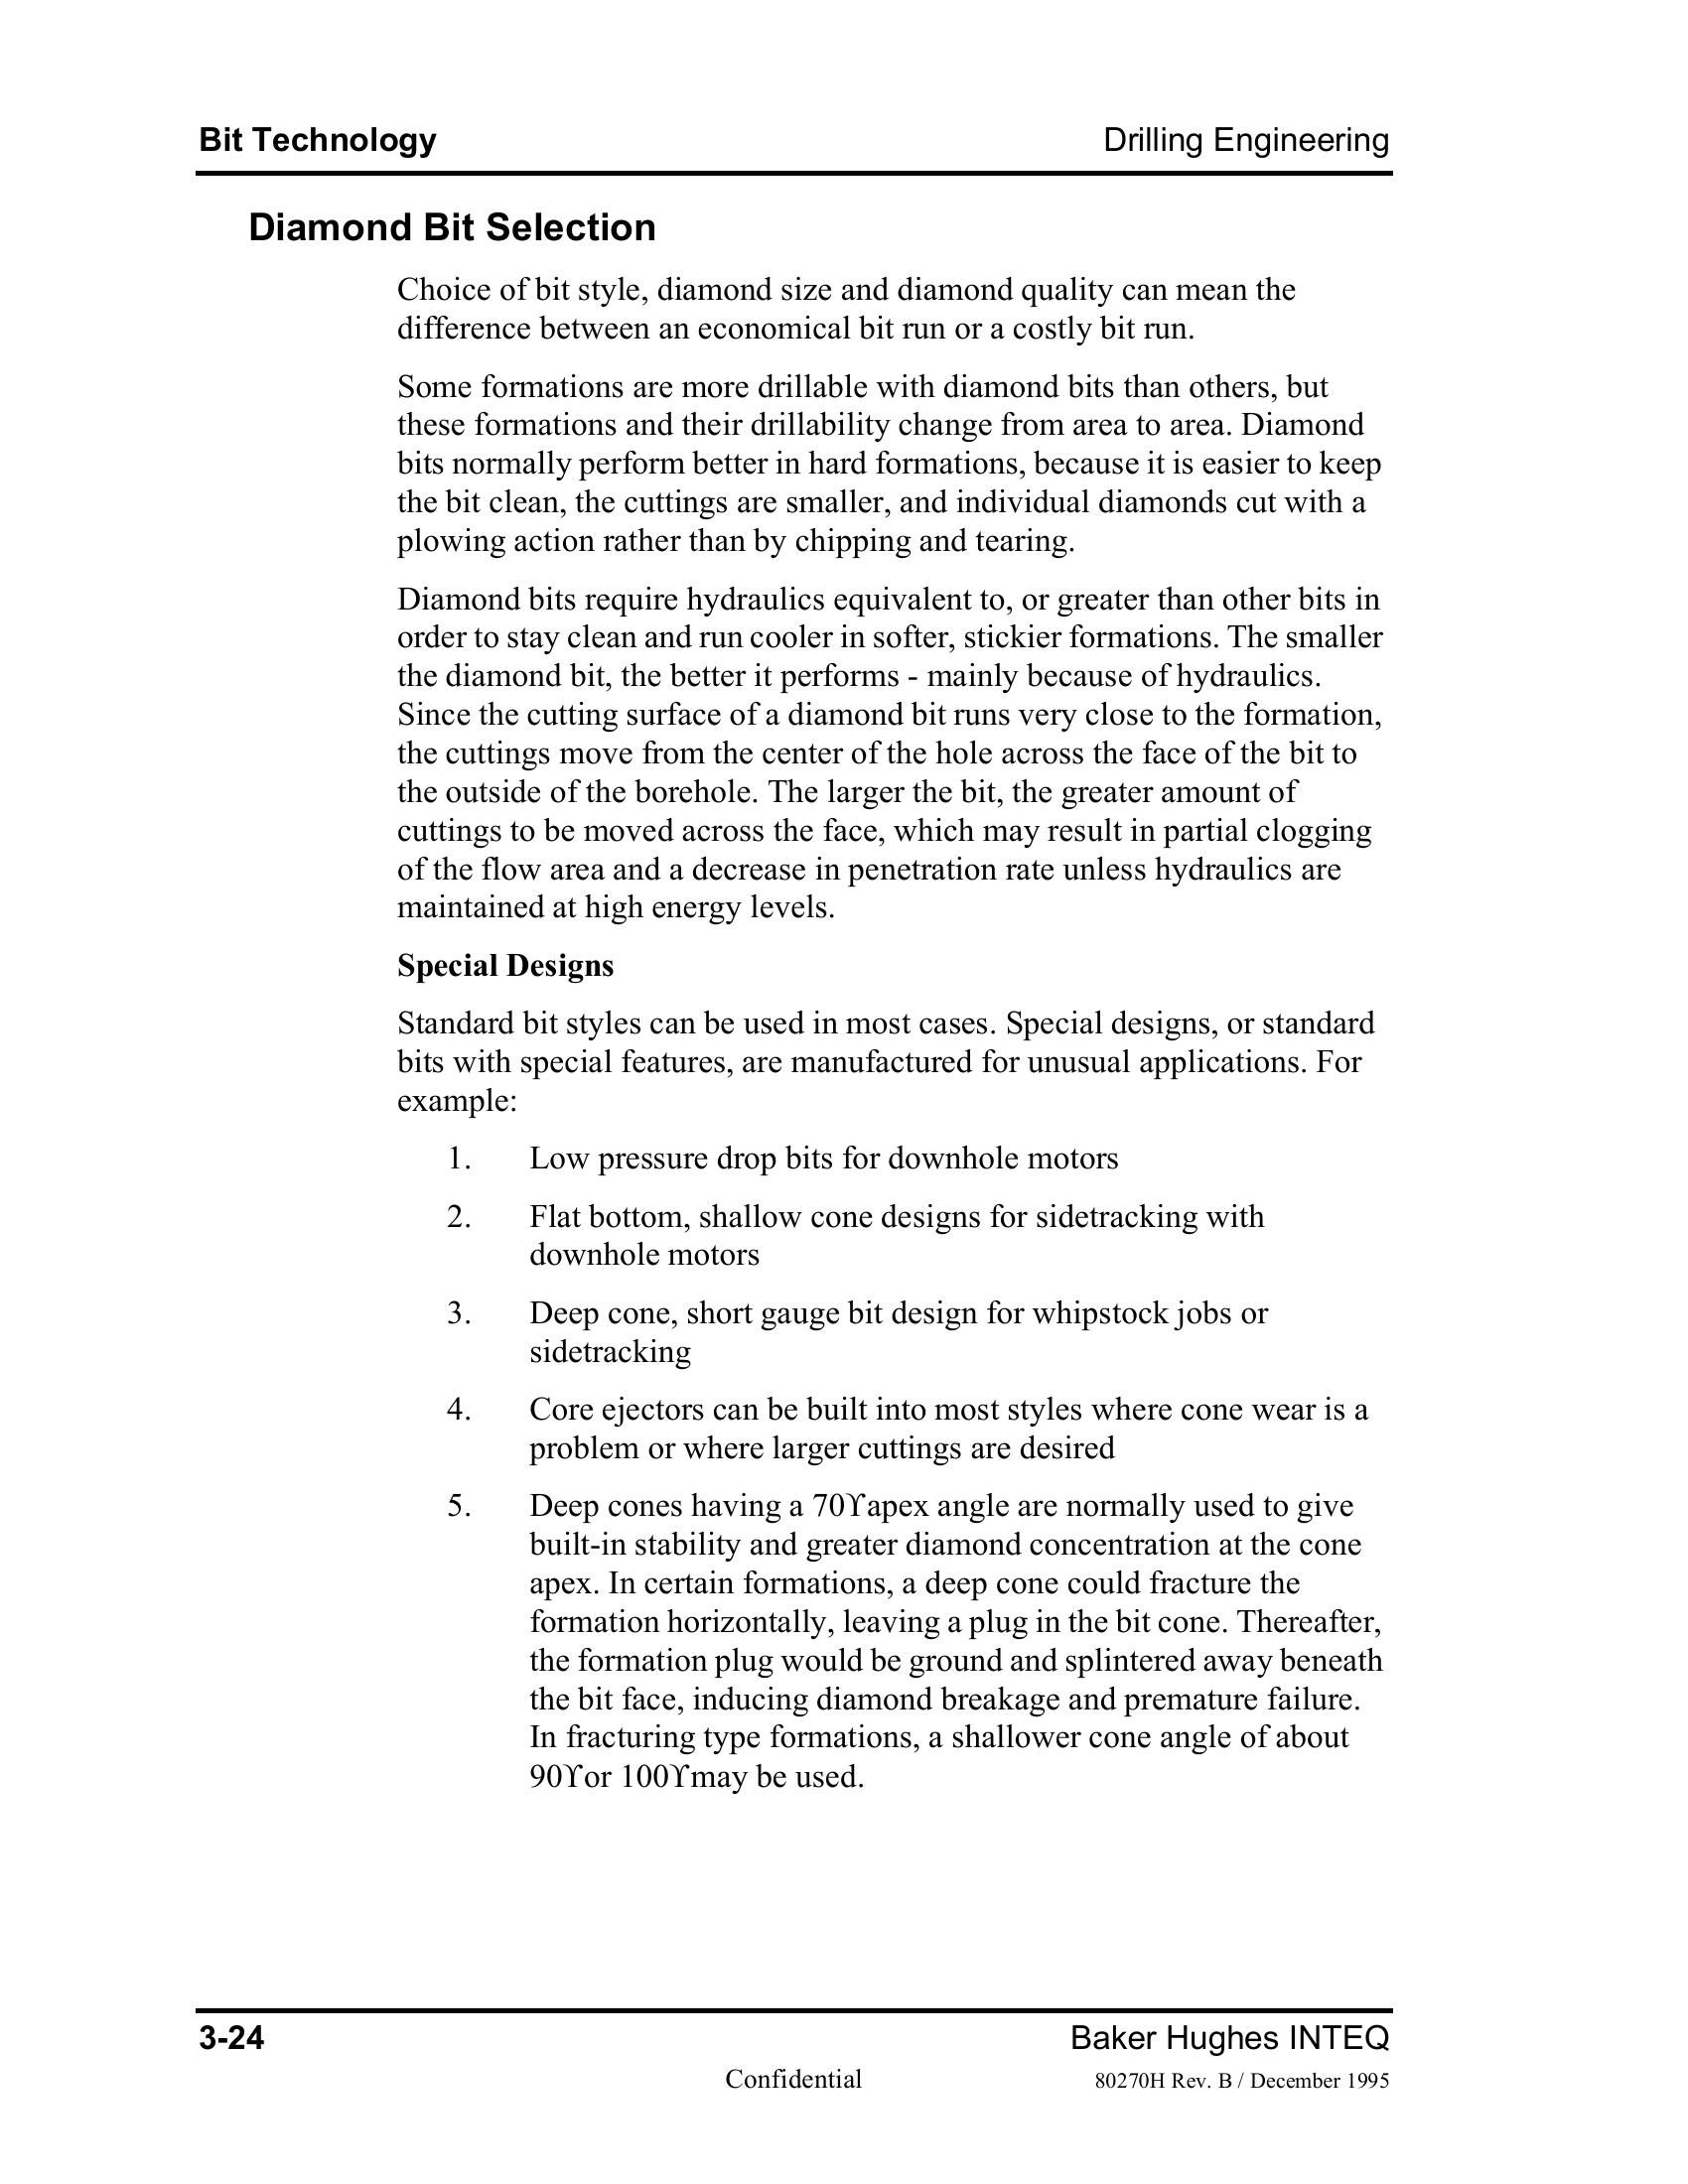 Bit Technology Drilling Engineering
Diamond Bit Selection
Choice of bit style, diamond size and diamond quality can mean the
difference between an economical bit run or a costly bit run.
Some formations are more drillable with diamond bits than others, but
these formations and their drillability change from area to area. Diamond
bits normally perform better in hard formations, because it is easier to keep
the bit clean, the cuttings are smaller, and individual diamonds cut with a
plowing action rather than by chipping and tearing.
Diamond bits require hydraulics equivalent to, or greater than other bits in
order to stay clean and run cooler in softer, stickier formations. The smaller
the diamond bit, the better it performs - mainly because of hydraulics.
Since the cutting surface of a diamond bit runs very close to the formation,
the cuttings move from the center of the hole across the face of the bit to
the outside of the borehole. The larger the bit, the greater amount of
cuttings to be moved across the face, which may result in partial clogging
of the flow area and a decrease in penetration rate unless hydraulics are
maintained at high energy levels.
Special Designs
Standard bit styles can be used in most cases. Special designs, or standard
bits with special features, are manufactured for unusual applications. For
example:
1. Low pressure drop bits for downhole motors
2. Flat bottom, shallow cone designs for sidetracking with
downhole motors
3. Deep cone, short gauge bit design for whipstock jobs or
sidetracking
4. Core ejectors can be built into most styles where cone wear is a
problem or where larger cuttings are desired
5. Deep cones having a 70ϒapex angle are normally used to give
built-in stability and greater diamond concentration at the cone
apex. In certain formations, a deep cone could fracture the
formation horizontally, leaving a plug in the bit cone. Thereafter,
the formation plug would be ground and splintered away beneath
the bit face, inducing diamond breakage and premature failure.
In fracturing type formations, a shallower cone angle of about
90ϒor 100ϒmay be used.
3-24 Baker Hughes INTEQ
Confidential 80270H Rev. B / December 1995